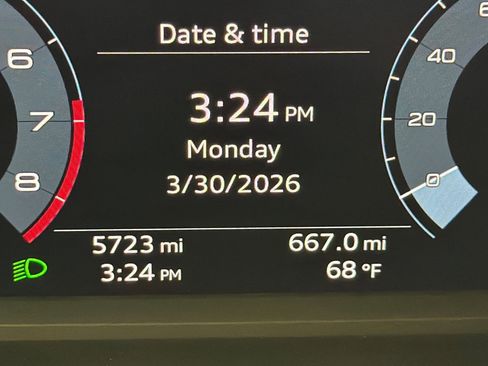 Date & time
6
7
8
3:24 PM
Monday
3/30/2026
40
20
0
5723 mi
667.0 mi
3:24 PM
68 °F